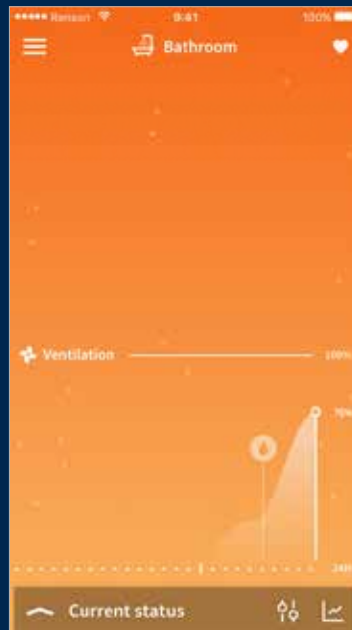 Renson 9:41 100%
Bathroom
Ventilation 100%
70%
24H
Current status